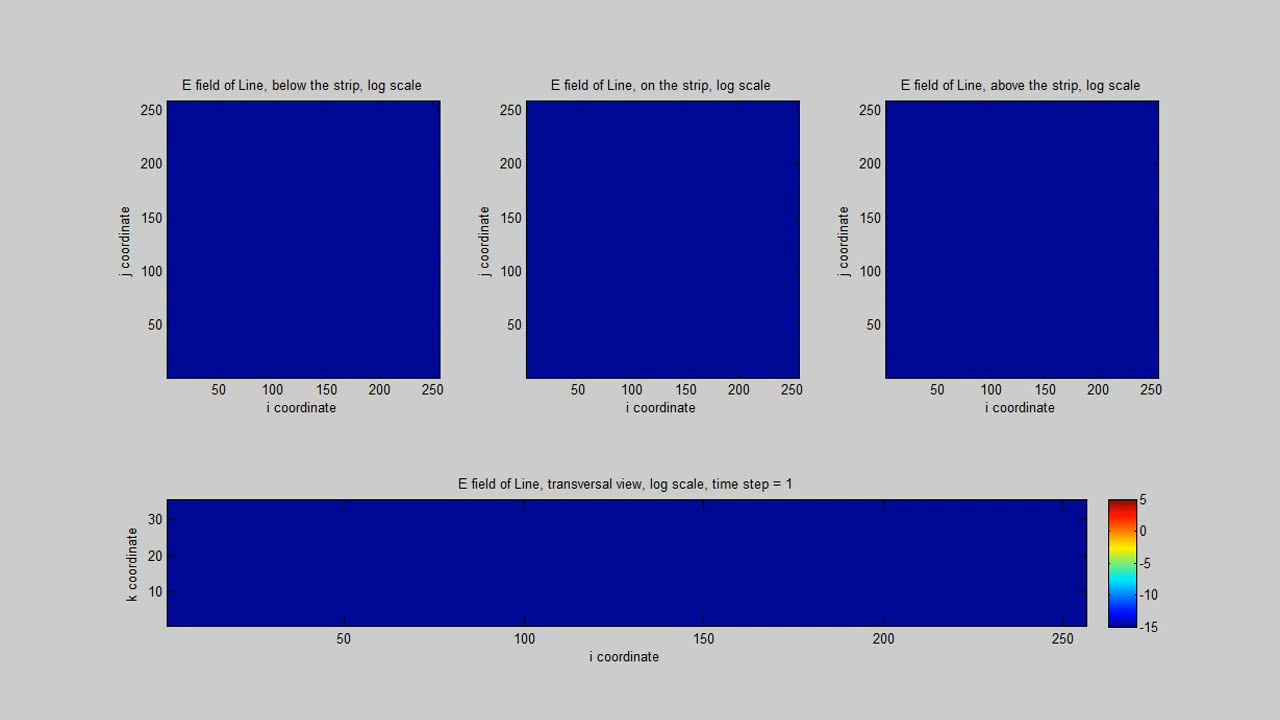 E field of Line, below the strip, log scale
250
200
150
100
50
j coordinate
50 100 150 200 250
i coordinate
E field of Line, on the strip, log scale
250
200
150
100
50
j coordinate
50 100 150 200 250
i coordinate
E field of Line, above the strip, log scale
250
200
150
100
50
j coordinate
50 100 150 200 250
i coordinate
E field of Line, transversal view, log scale, time step = 1
30
20
10
k coordinate
50 100 150 200 250
i coordinate
5
0
-5
-10
-15